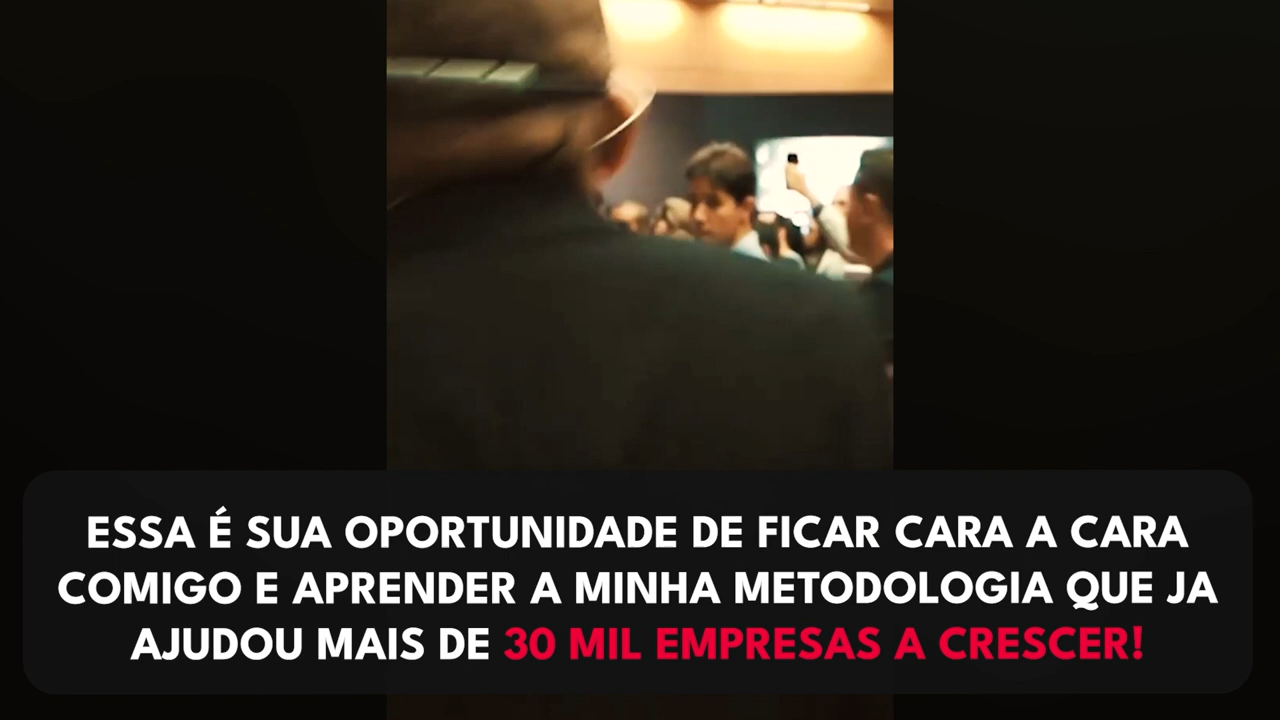 ESSA É SUA OPORTUNIDADE DE FICAR CARA A CARA
COMIGO E APRENDER A MINHA METODOLOGIA QUE JA
AJUDOU MAIS DE 30 MIL EMPRESAS A CRESCER!